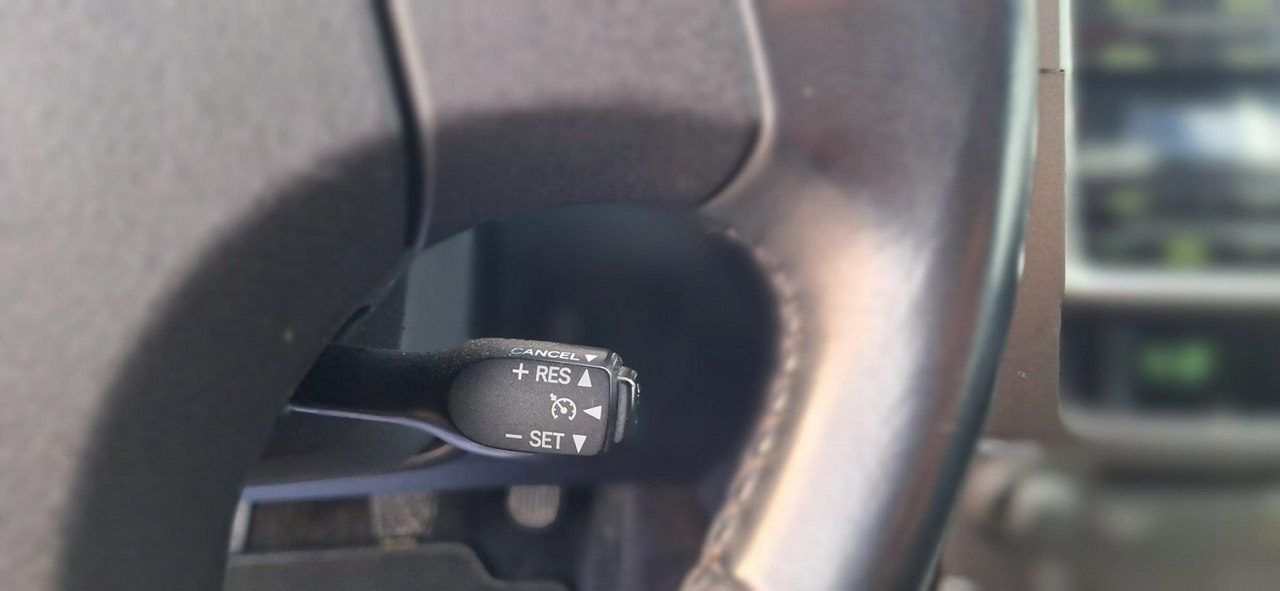 CANCEL ▼
+ RES ▲
◀
− SET ▼